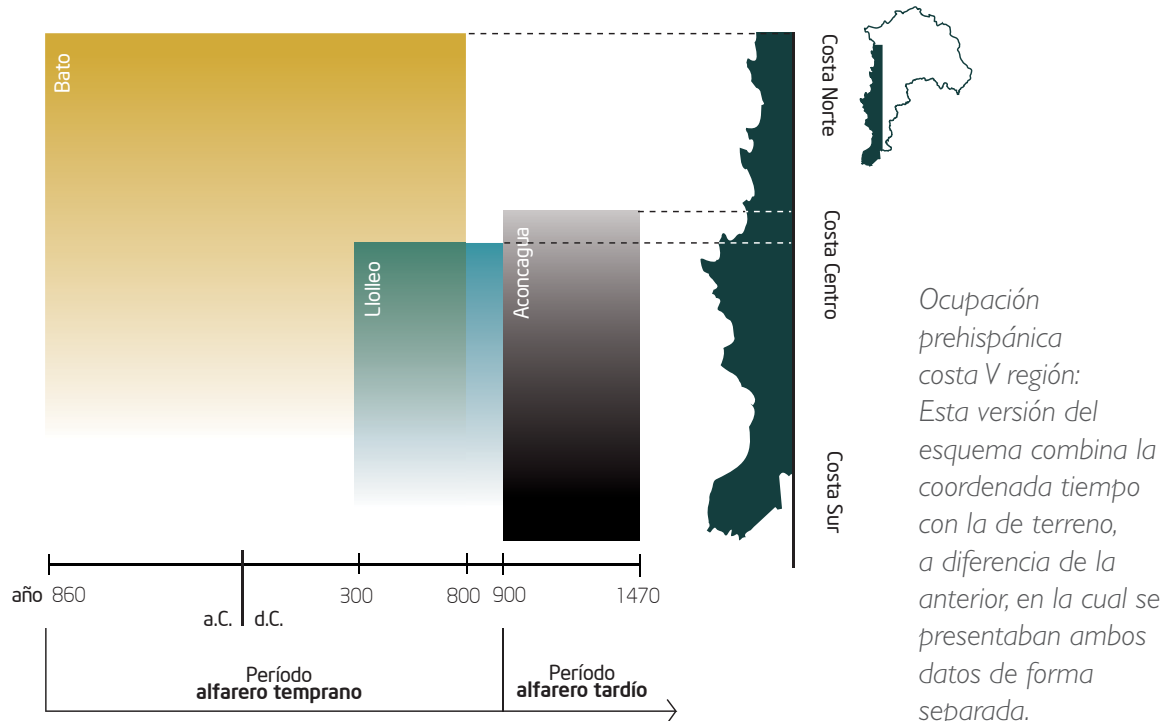 Bato
Llolleo
Aconcagua
Costa Norte
Costa Centro
Costa Sur
año 860 300 800 900 1470
a.C. d.C.
Período
alfarero temprano
Período
alfarero tardío
Ocupación
prehispánica
costa V región:
Esta versión del
esquema combina la
coordenada tiempo
con la de terreno,
a diferencia de la
anterior, en la cual se
presentaban ambos
datos de forma
separada.